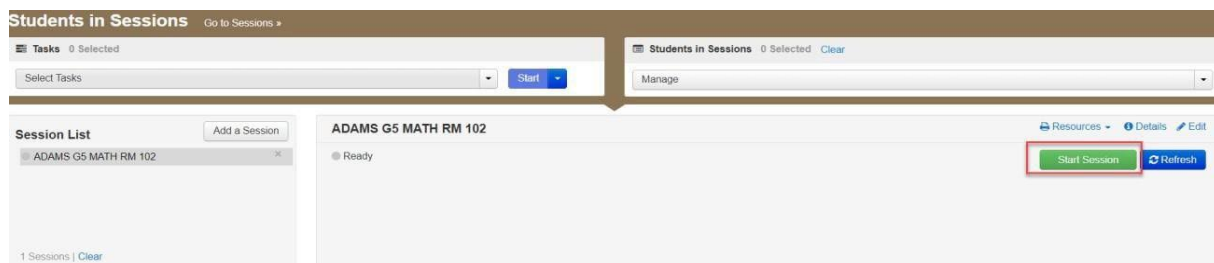 Students in Sessions Go to Sessions »
Tasks 0 Selected
Select Tasks
Start
Students in Sessions 0 Selected Clear
Manage
Session List
Add a Session
ADAMS G5 MATH RM 102 ×
1 Sessions | Clear
ADAMS G5 MATH RM 102
Resources Details Edit
Ready
Start Session Refresh